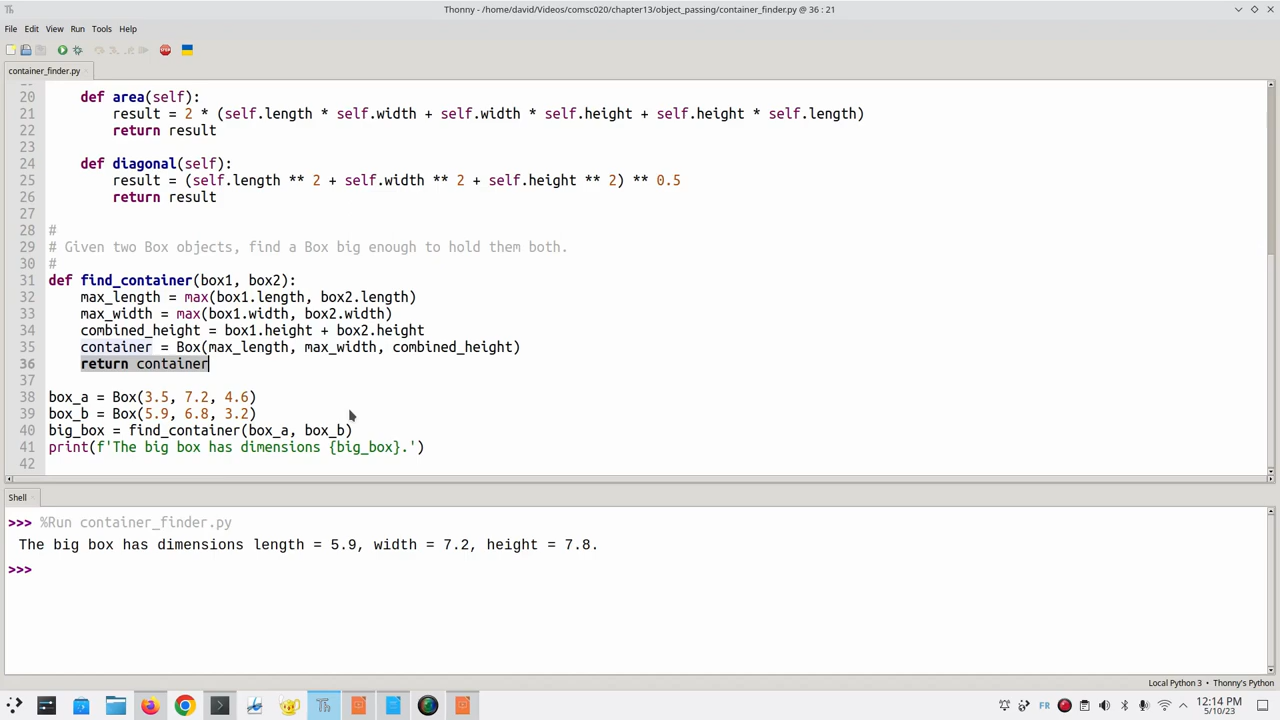 Thonny - /home/david/Videos/comsc020/chapter13/object_passing/container_finder.py @ 36 : 21
File Edit View Run Tools Help
container_finder.py
20 def area(self):
21 result = 2 * (self.length * self.width + self.width * self.height + self.height * self.length)
22 return result
23
24 def diagonal(self):
25 result = (self.length ** 2 + self.width ** 2 + self.height ** 2) ** 0.5
26 return result
27
28 #
29 # Given two Box objects, find a Box big enough to hold them both.
30 #
31 def find_container(box1, box2):
32 max_length = max(box1.length, box2.length)
33 max_width = max(box1.width, box2.width)
34 combined_height = box1.height + box2.height
35 container = Box(max_length, max_width, combined_height)
36 return container
37
38 box_a = Box(3.5, 7.2, 4.6)
39 box_b = Box(5.9, 6.8, 3.2)
40 big_box = find_container(box_a, box_b)
41 print(f'The big box has dimensions {big_box}.')
42
Shell
>>> %Run container_finder.py
The big box has dimensions length = 5.9, width = 7.2, height = 7.8.
>>>
Local Python 3 • Thonny's Python
Th
FR
12:14 PM
5/10/23